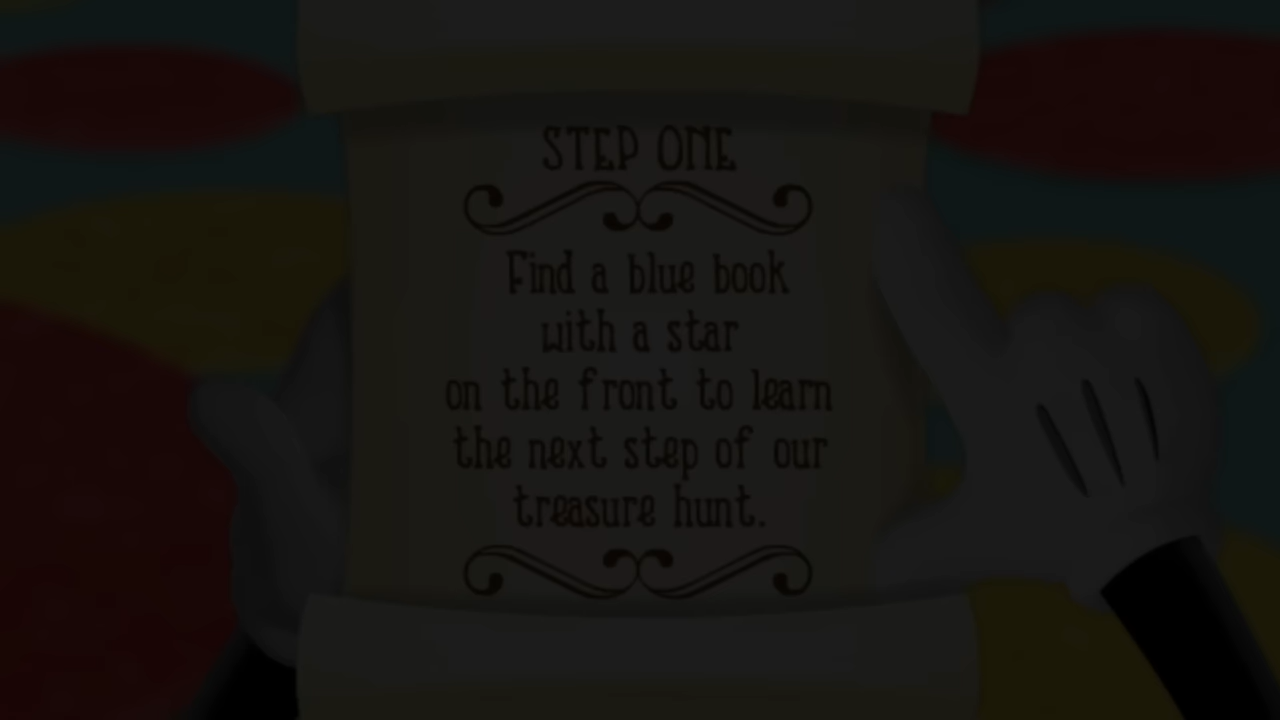 STEP ONE
Find a blue book
with a star
on the front to learn
the next step of our
treasure hunt.